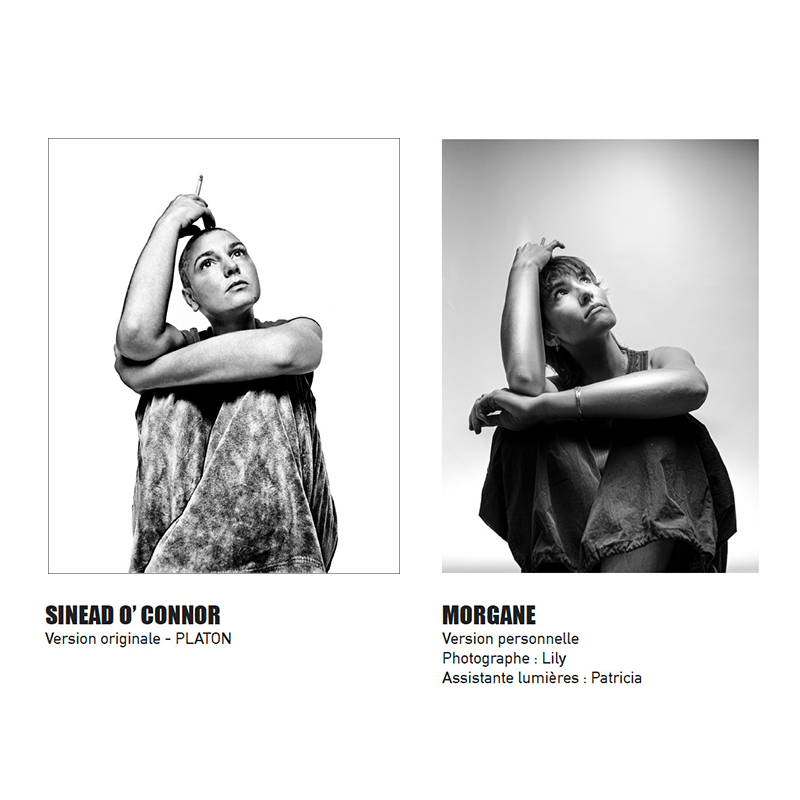 SINEAD O' CONNOR
Version originale - PLATON
MORGANE
Version personnelle
Photographe : Lily
Assistante lumières : Patricia